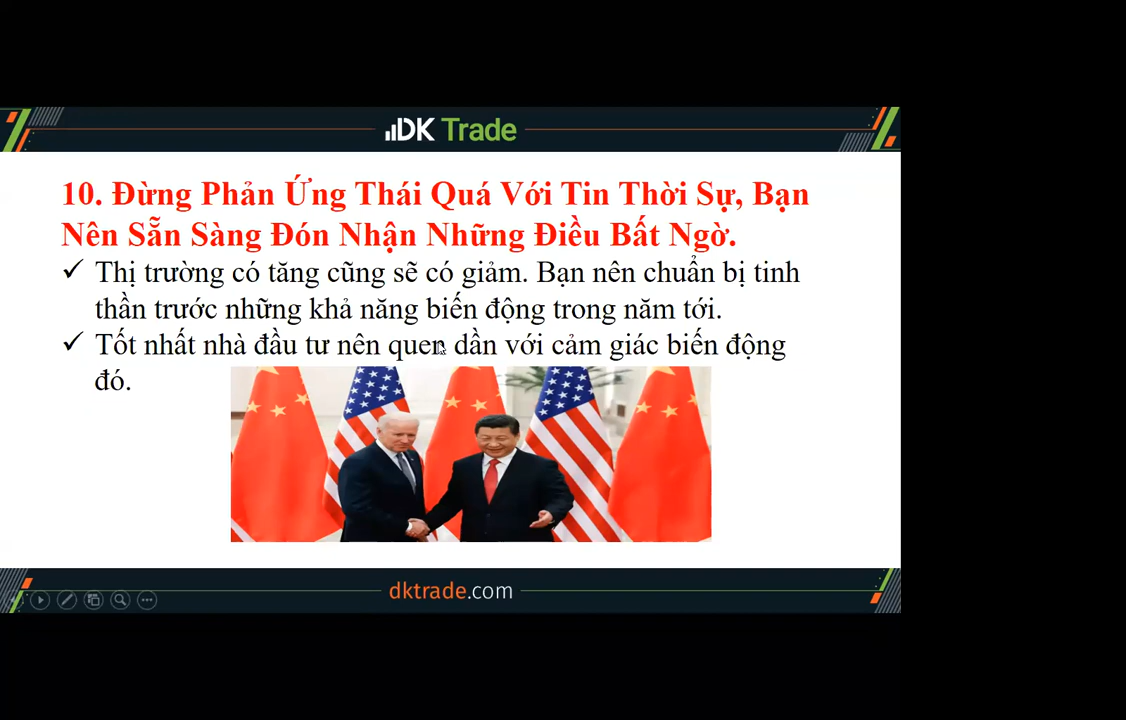 DK Trade
10. Đừng Phản Ứng Thái Quá Với Tin Thời Sự, Bạn
Nên Sẵn Sàng Đón Nhận Những Điều Bất Ngờ.
Thị trường có tăng cũng sẽ có giảm. Bạn nên chuẩn bị tinh
thần trước những khả năng biến động trong năm tới.
Tốt nhất nhà đầu tư nên quen dần với cảm giác biến động
đó.
dktrade.com